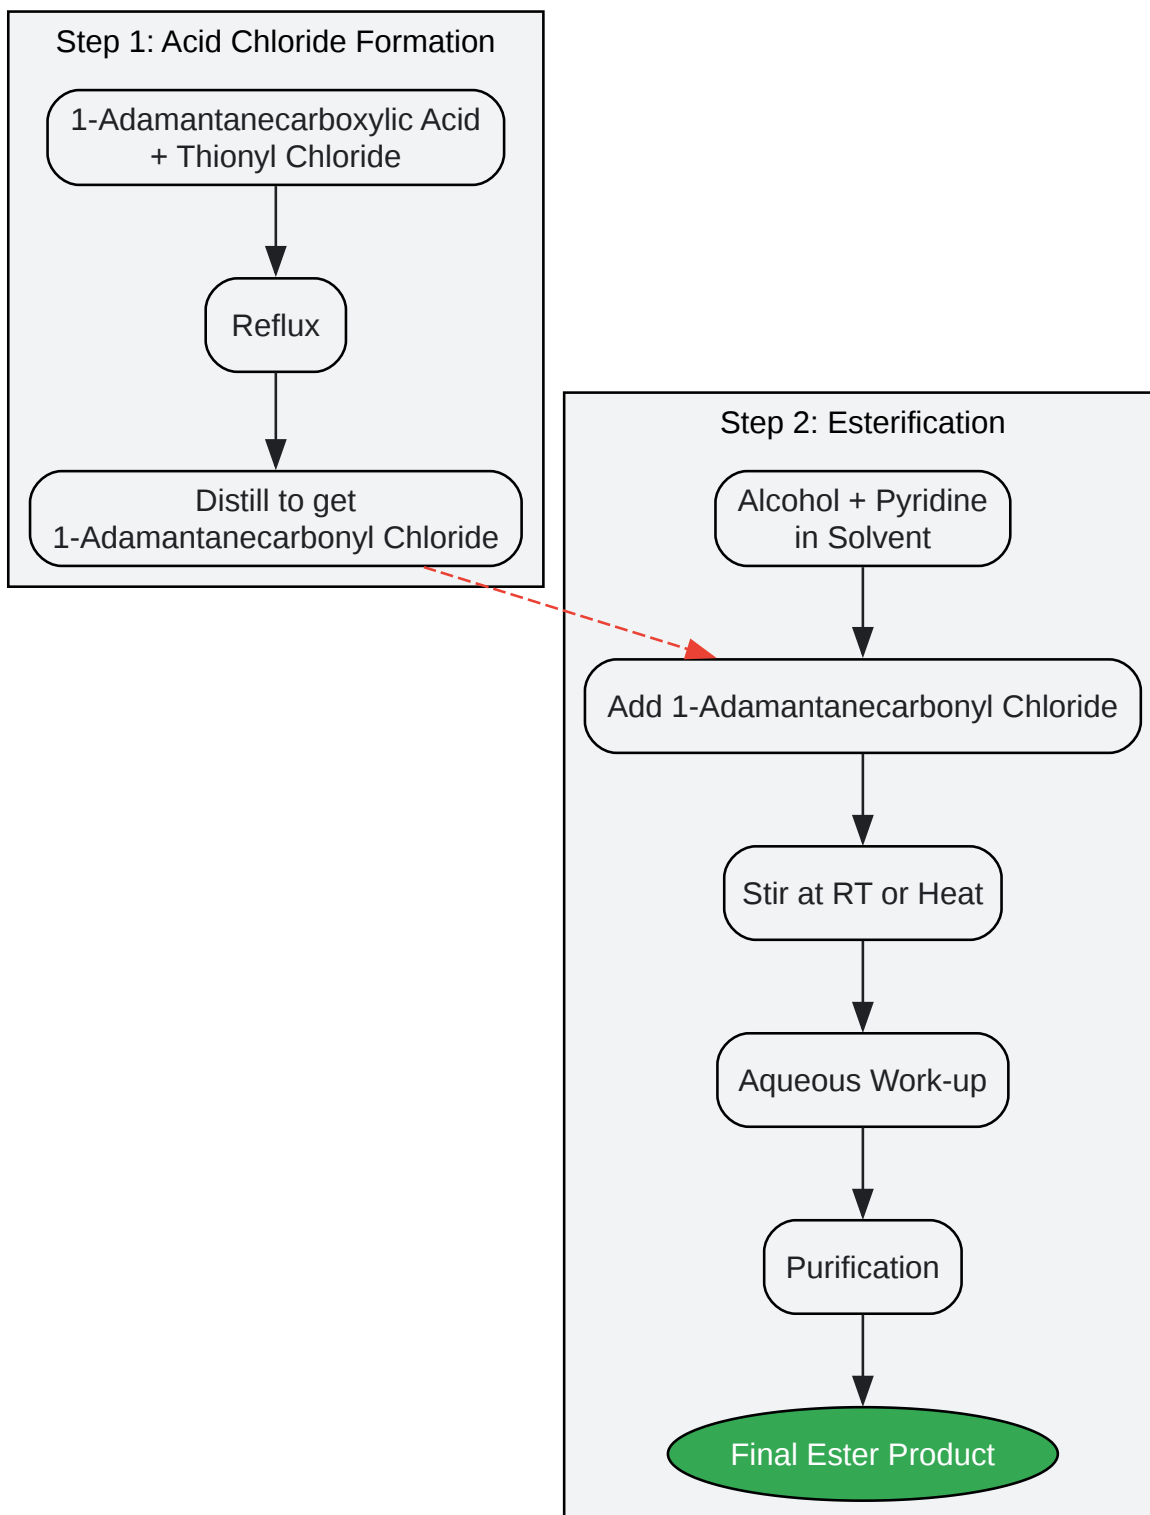 Step 1: Acid Chloride Formation
1-Adamantanecarboxylic Acid
+ Thionyl Chloride
Reflux
Distill to get
1-Adamantanecarbonyl Chloride
Step 2: Esterification
Alcohol + Pyridine
in Solvent
Add 1-Adamantanecarbonyl Chloride
Stir at RT or Heat
Aqueous Work-up
Purification
Final Ester Product